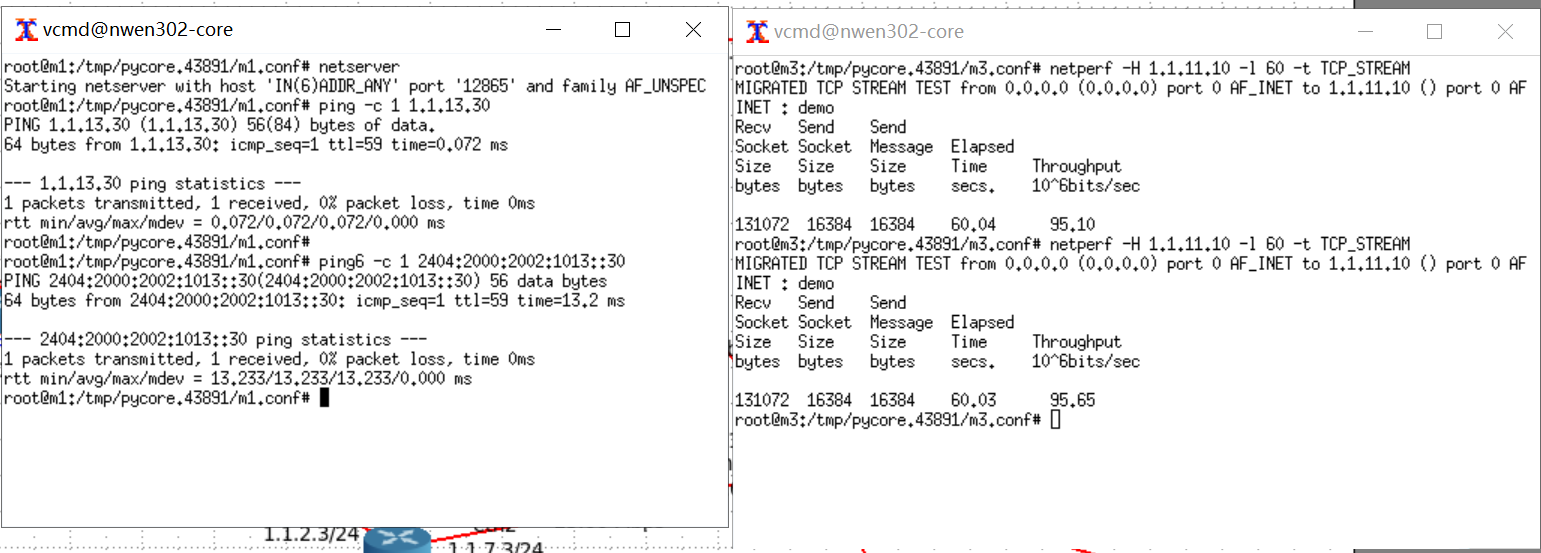 vcmd@nwen302-core
root@m1:/tmp/pycore.43891/m1.conf# netserver
Starting netserver with host 'IN(6)ADDR_ANY' port '12865' and family AF_UNSPEC
root@m1:/tmp/pycore.43891/m1.conf# ping -c 1 1.1.13.30
PING 1.1.13.30 (1.1.13.30) 56(84) bytes of data.
64 bytes from 1.1.13.30: icmp_seq=1 ttl=59 time=0.072 ms

--- 1.1.13.30 ping statistics ---
1 packets transmitted, 1 received, 0% packet loss, time 0ms
rtt min/avg/max/mdev = 0.072/0.072/0.072/0.000 ms
root@m1:/tmp/pycore.43891/m1.conf#
root@m1:/tmp/pycore.43891/m1.conf# ping6 -c 1 2404:2000:2002:1013::30
PING 2404:2000:2002:1013::30(2404:2000:2002:1013::30) 56 data bytes
64 bytes from 2404:2000:2002:1013::30: icmp_seq=1 ttl=59 time=13.2 ms

--- 2404:2000:2002:1013::30 ping statistics ---
1 packets transmitted, 1 received, 0% packet loss, time 0ms
rtt min/avg/max/mdev = 13.233/13.233/13.233/0.000 ms
root@m1:/tmp/pycore.43891/m1.conf#
vcmd@nwen302-core
root@m3:/tmp/pycore.43891/m3.conf# netperf -H 1.1.11.10 -l 60 -t TCP_STREAM
MIGRATED TCP STREAM TEST from 0.0.0.0 (0.0.0.0) port 0 AF_INET to 1.1.11.10 () port 0 AF
INET : demo
Recv Send Send
Socket Socket Message Elapsed
Size Size Size Time Throughput
bytes bytes bytes secs. 10^6bits/sec

131072 16384 16384 60.04 95.10
root@m3:/tmp/pycore.43891/m3.conf# netperf -H 1.1.11.10 -l 60 -t TCP_STREAM
MIGRATED TCP STREAM TEST from 0.0.0.0 (0.0.0.0) port 0 AF_INET to 1.1.11.10 () port 0 AF
INET : demo
Recv Send Send
Socket Socket Message Elapsed
Size Size Size Time Throughput
bytes bytes bytes secs. 10^6bits/sec

131072 16384 16384 60.03 95.65
root@m3:/tmp/pycore.43891/m3.conf#
1.1.2.3/24
1.1.7.3/24